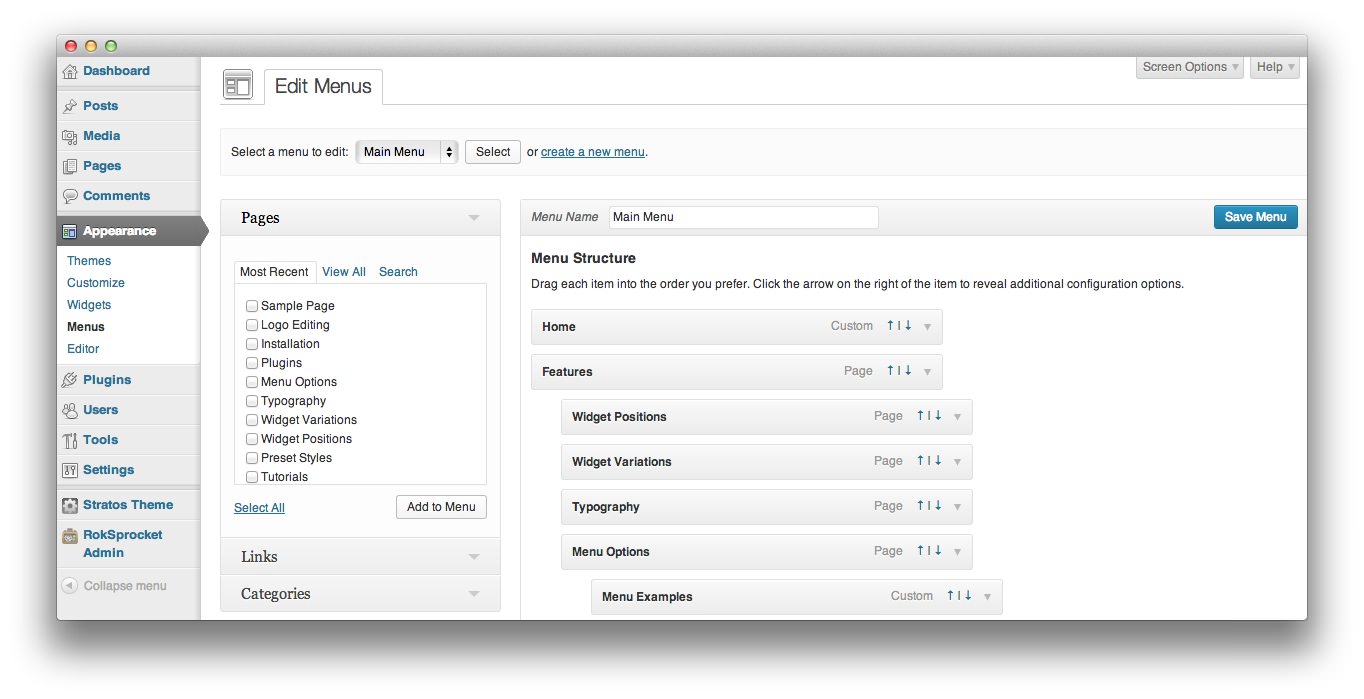 Dashboard
Posts
Media
Pages
Comments
Appearance
Themes
Customize
Widgets
Menus
Editor
Plugins
Users
Tools
Settings
Stratos Theme
RokSprocket
Admin
Collapse menu
Edit Menus
Screen Options
Help
Select a menu to edit: Main Menu Select or create a new menu.
Pages
Most Recent View All Search
Sample Page
Logo Editing
Installation
Plugins
Menu Options
Typography
Widget Variations
Widget Positions
Preset Styles
Tutorials
Select All Add to Menu
Links
Categories
Menu Name Main Menu Save Menu
Menu Structure
Drag each item into the order you prefer. Click the arrow on the right of the item to reveal additional configuration options.
Home Custom ↑ | ↓
Features Page ↑ | ↓
Widget Positions Page ↑ | ↓
Widget Variations Page ↑ | ↓
Typography Page ↑ | ↓
Menu Options Page ↑ | ↓
Menu Examples Custom ↑ | ↓